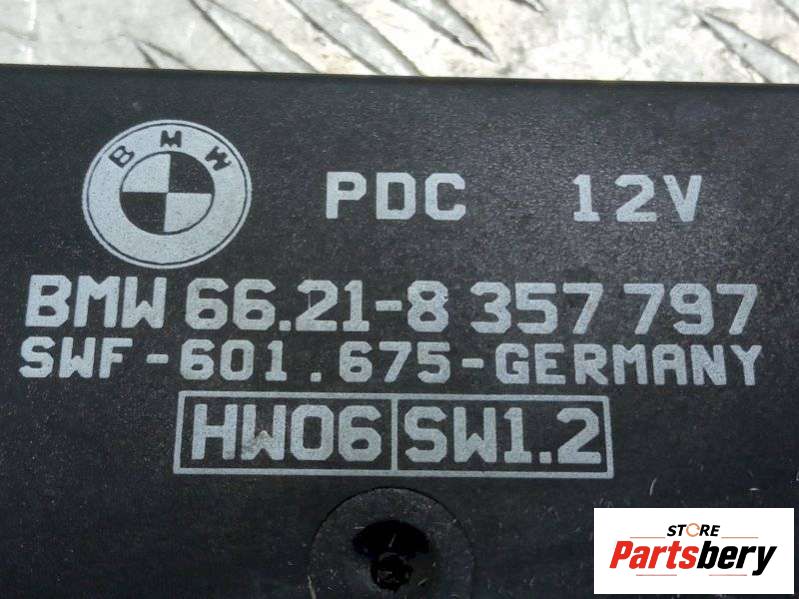 BMW
PDC 12V
BMW 66.21-8 357 797
SWF-601.675-GERMANY
HW06 SW1.2
STORE
Partsbery